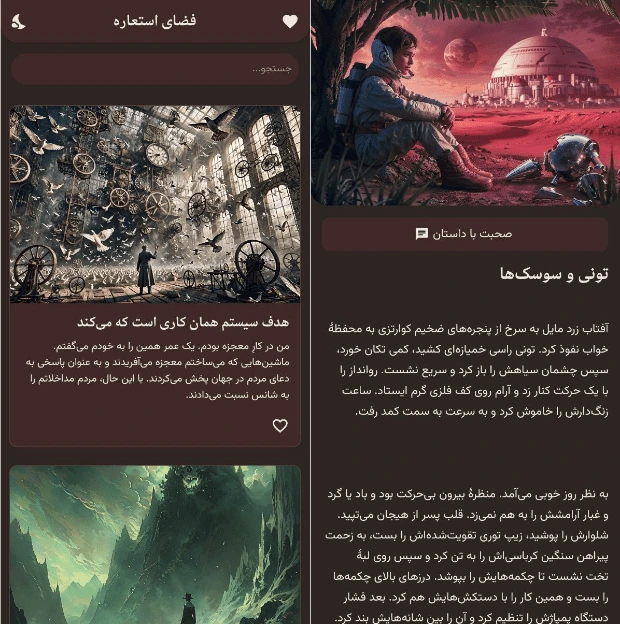 فضای استعاره
جستجو...
هدف سیستم همان کاری است که می‌کند
من در کارِ معجزه بودم. یک عمر همین را به خودم می‌گفتم.
ماشین‌هایی که می‌ساختم معجزه می‌آفریدند و به عنوان پاسخی به
دعای مردم در جهان پخش می‌کردند. با این حال، مردم مداخلاتم را
به شانس نسبت می‌دادند.
صحبت با داستان
تونی و سوسک‌ها
آفتاب زرد مایل به سرخ از پنجره‌های ضخیم کوارتزی به محفظهٔ
خواب نفوذ کرد. تونی راسی خمیازه‌ای کشید، کمی تکان خورد،
سپس چشمان سیاهش را باز کرد و سریع نشست. روانداز را
با یک حرکت کنار زد و آرام روی کف فلزی گرم ایستاد. ساعت
زنگ‌دارش را خاموش کرد و به سرعت به سمت کمد رفت.
به نظر روز خوبی می‌آمد. منظرهٔ بیرون بی‌حرکت بود و باد یا گرد
و غبار آرامشش را به هم نمی‌زد. قلب پسر از هیجان می‌تپید.
شلوارش را پوشید، زیپ توری تقویت‌شده‌اش را بست، به زحمت
پیراهن سنگین کرباسی‌اش را به تن کرد و سپس روی لبهٔ
تخت نشست تا چکمه‌هایش را بپوشد. درزهای بالای چکمه‌ها
را بست و همین کار را با دستکش‌هایش هم کرد. بعد فشار
دستگاه پمپاژش را تنظیم کرد و آن را بین شانه‌هایش بند کرد.